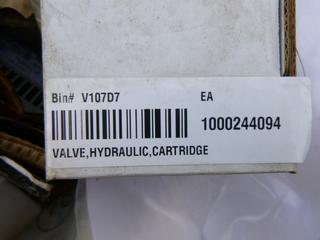 Bin# V107D7 EA
1000244094
VALVE,HYDRAULIC,CARTRIDGE